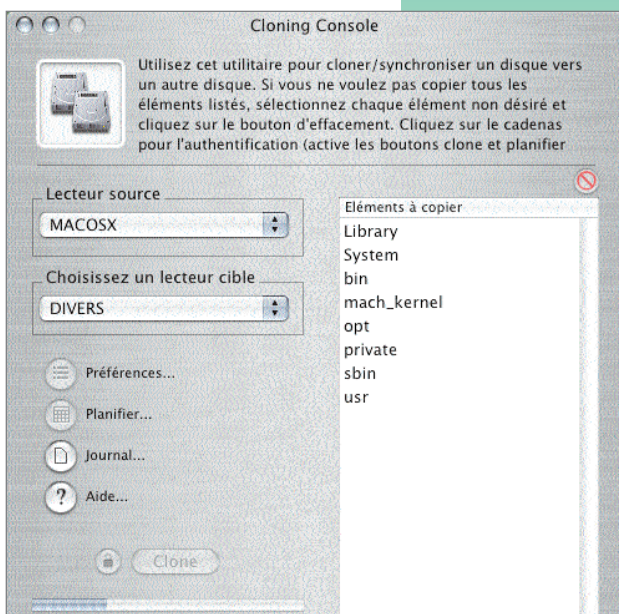 Cloning Console
Utilisez cet utilitaire pour cloner/synchroniser un disque vers
un autre disque. Si vous ne voulez pas copier tous les
éléments listés, sélectionnez chaque élément non désiré et
cliquez sur le bouton d'effacement. Cliquez sur le cadenas
pour l'authentification (active les boutons clone et planifier
Lecteur source
MACOSX
Choisissez un lecteur cible
DIVERS
Préférences...
Planifier...
Journal...
? Aide...
Clone
Eléments à copier
Library
System
bin
mach_kernel
opt
private
sbin
usr